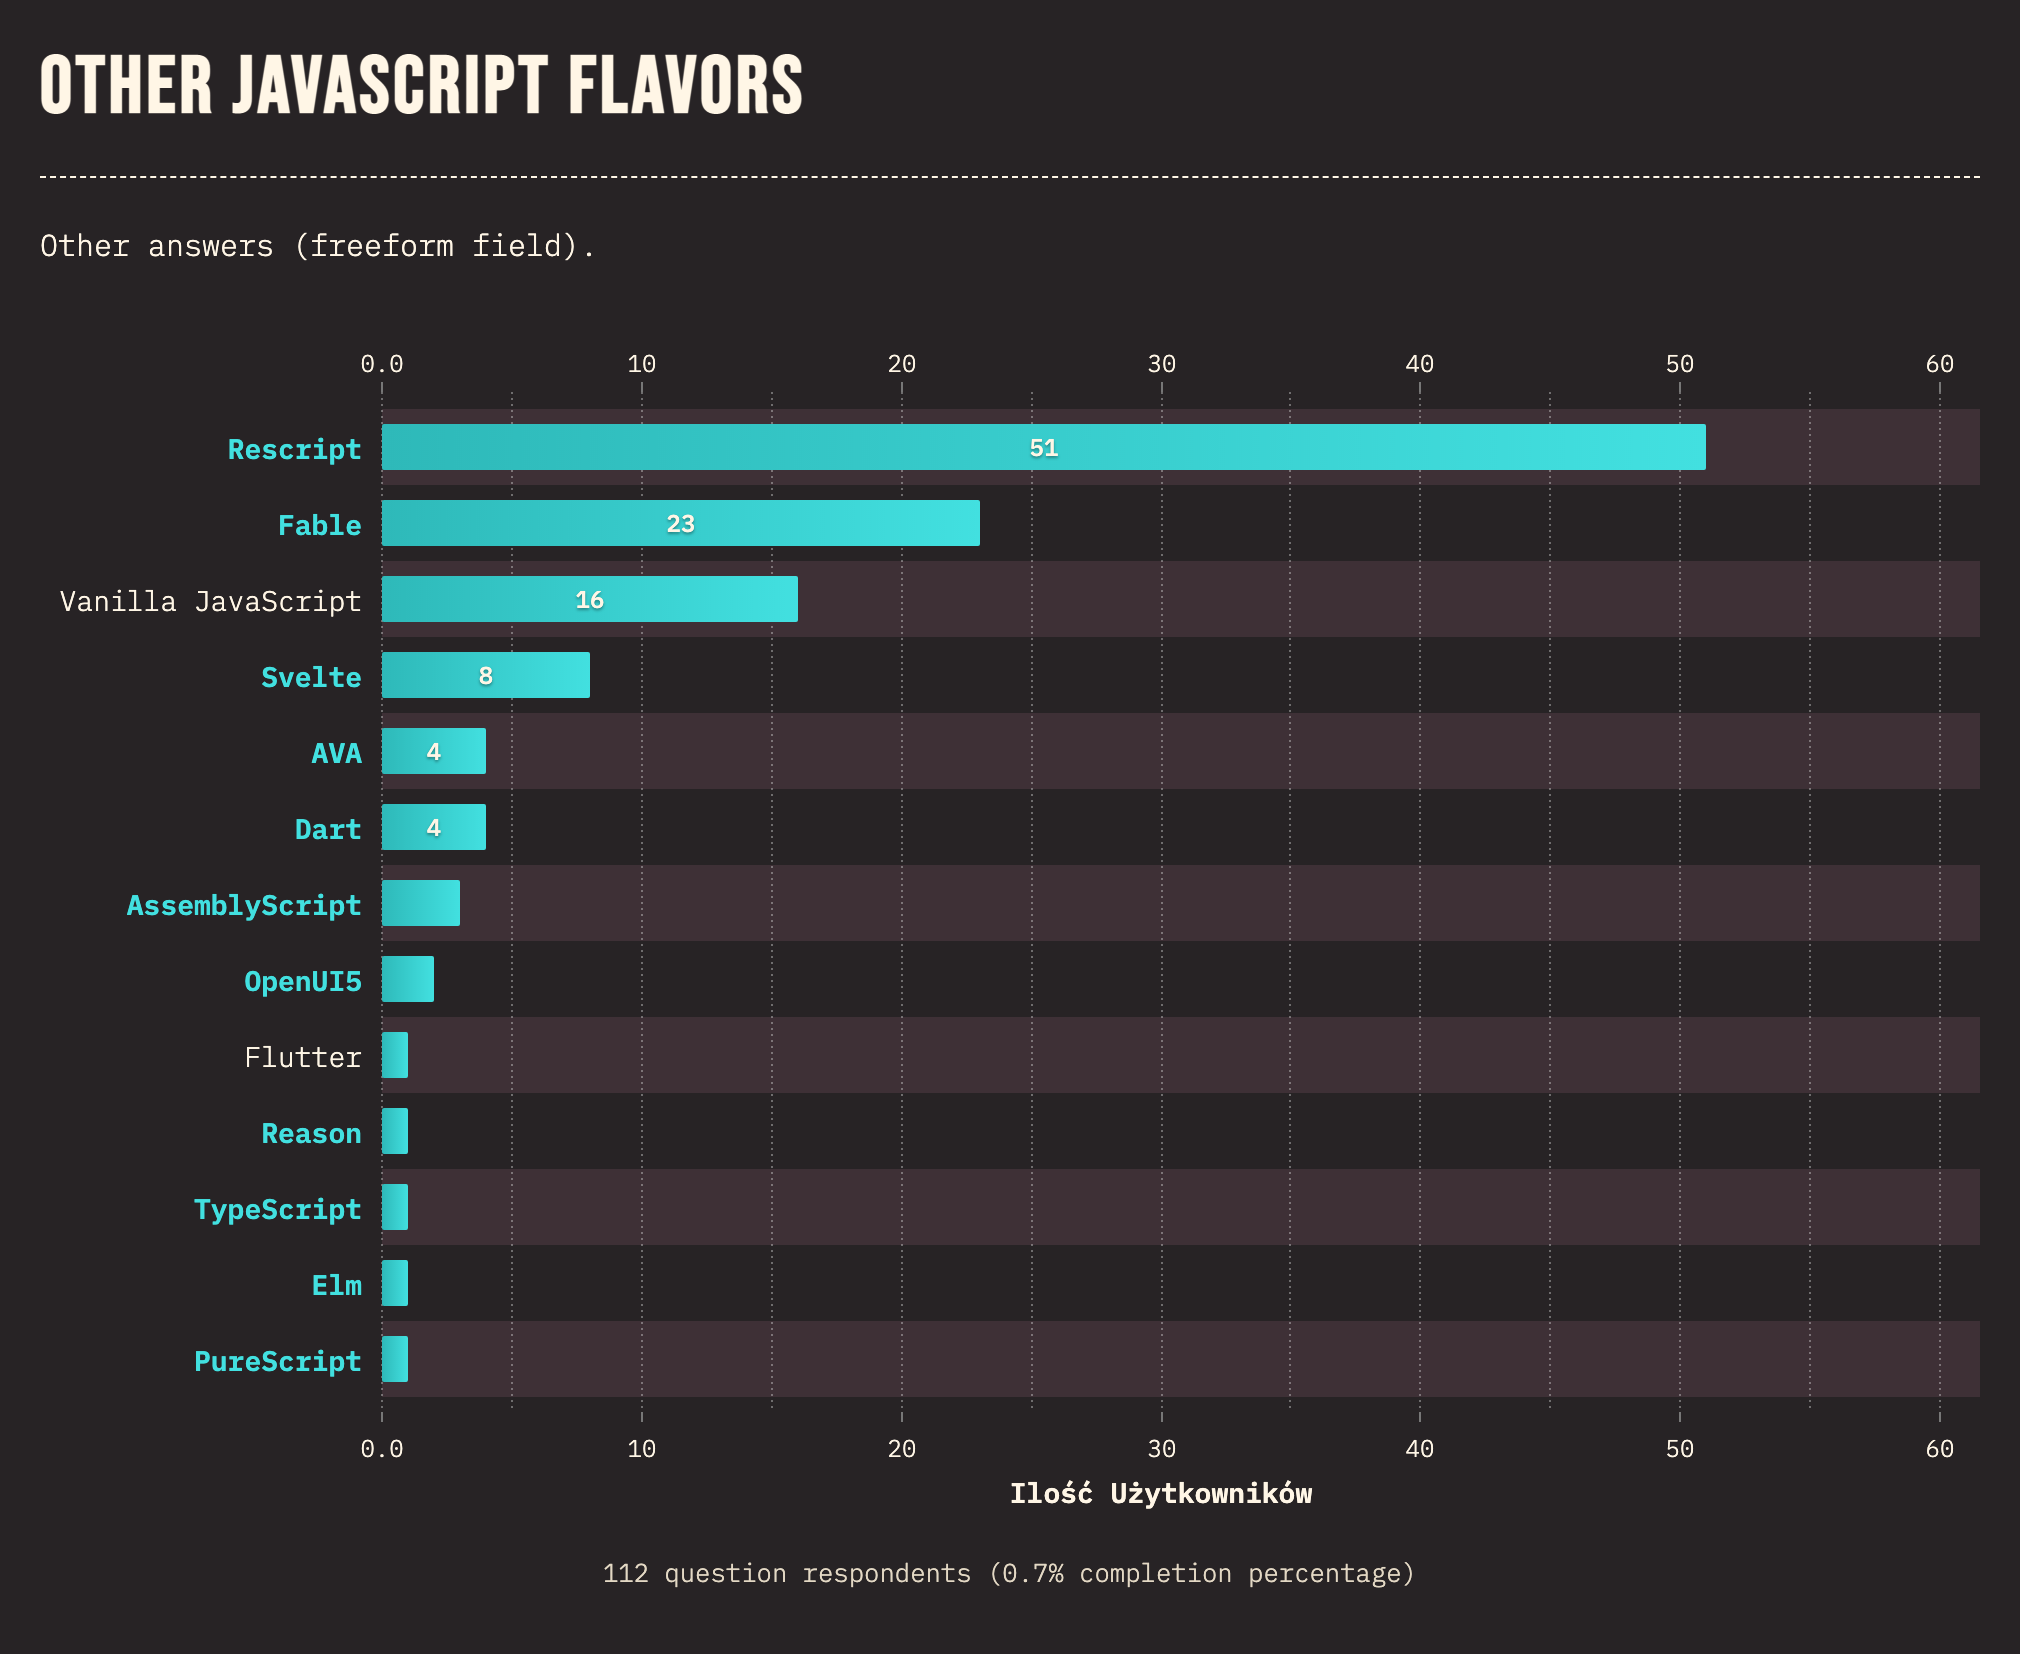 OTHER JAVASCRIPT FLAVORS
Other answers (freeform field).
0.0 10 20 30 40 50 60
Rescript 51
Fable 23
Vanilla JavaScript 16
Svelte 8
AVA 4
Dart 4
AssemblyScript
OpenUI5
Flutter
Reason
TypeScript
Elm
PureScript
0.0 10 20 30 40 50 60
Ilość Użytkowników
112 question respondents (0.7% completion percentage)